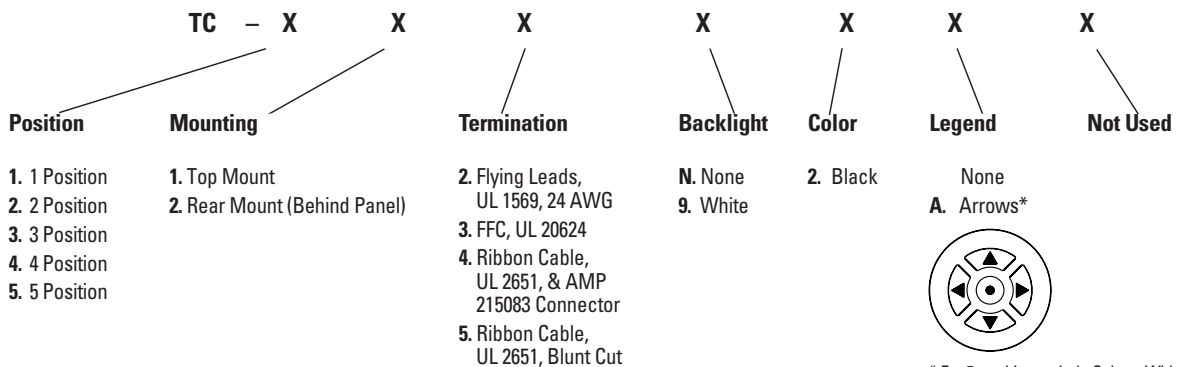 TC – X X X X X X X
Position Mounting Termination Backlight Color Legend Not Used
1. 1 Position
2. 2 Position
3. 3 Position
4. 4 Position
5. 5 Position
1. Top Mount
2. Rear Mount (Behind Panel)
2. Flying Leads,
UL 1569, 24 AWG
3. FFC, UL 20624
4. Ribbon Cable,
UL 2651, & AMP
215083 Connector
5. Ribbon Cable,
UL 2651, Blunt Cut
N. None
9. White
2. Black
None
A. Arrows*